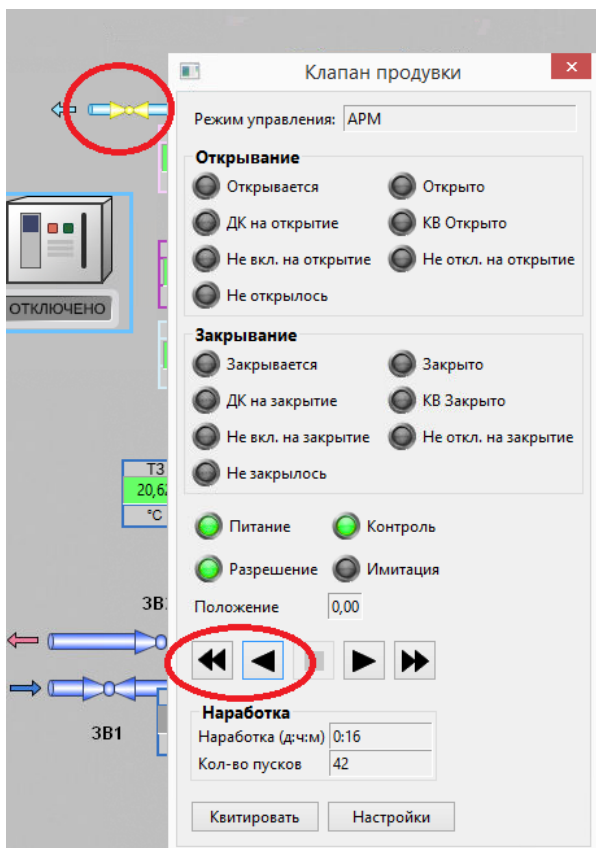 Клапан продувки
Режим управления: АРМ
Открывание
Открывается Открыто
ДК на открытие КВ Открыто
Не вкл. на открытие Не откл. на открытие
Не открылось
ОТКЛЮЧЕНО
Закрывание
Закрывается Закрыто
ДК на закрытие КВ Закрыто
Не вкл. на закрытие Не откл. на закрытие
Не закрылось
Т3
20,6
°C
Питание Контроль
Разрешение Имитация
Положение 0,00
Наработка
Наработка (д:ч:м) 0:16
Кол-во пусков 42
ЗВ1
Квитировать Настройки